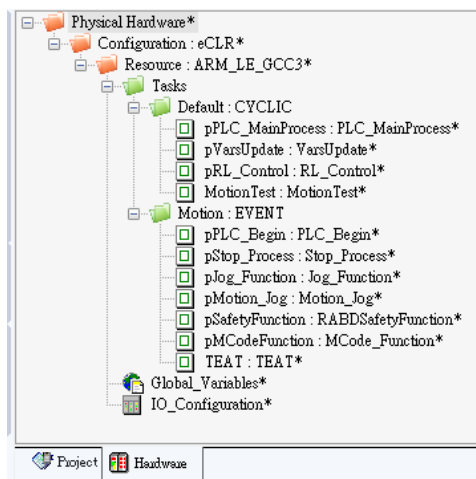 Physical Hardware*
Configuration : eCLR*
Resource : ARM_LE_GCC3*
Tasks
Default : CYCLIC
pPLC_MainProcess : PLC_MainProcess*
pVarsUpdate : VarsUpdate*
pRL_Control : RL_Control*
MotionTest : MotionTest*
Motion : EVENT
pPLC_Begin : PLC_Begin*
pStop_Process : Stop_Process*
pJog_Function : Jog_Function*
pMotion_Jog : Motion_Jog*
pSafetyFunction : RABDSafetyFunction*
pMCodeFunction : MCode_Function*
TEAT : TEAT*
Global_Variables*
IO_Configuration*
Project Hardware